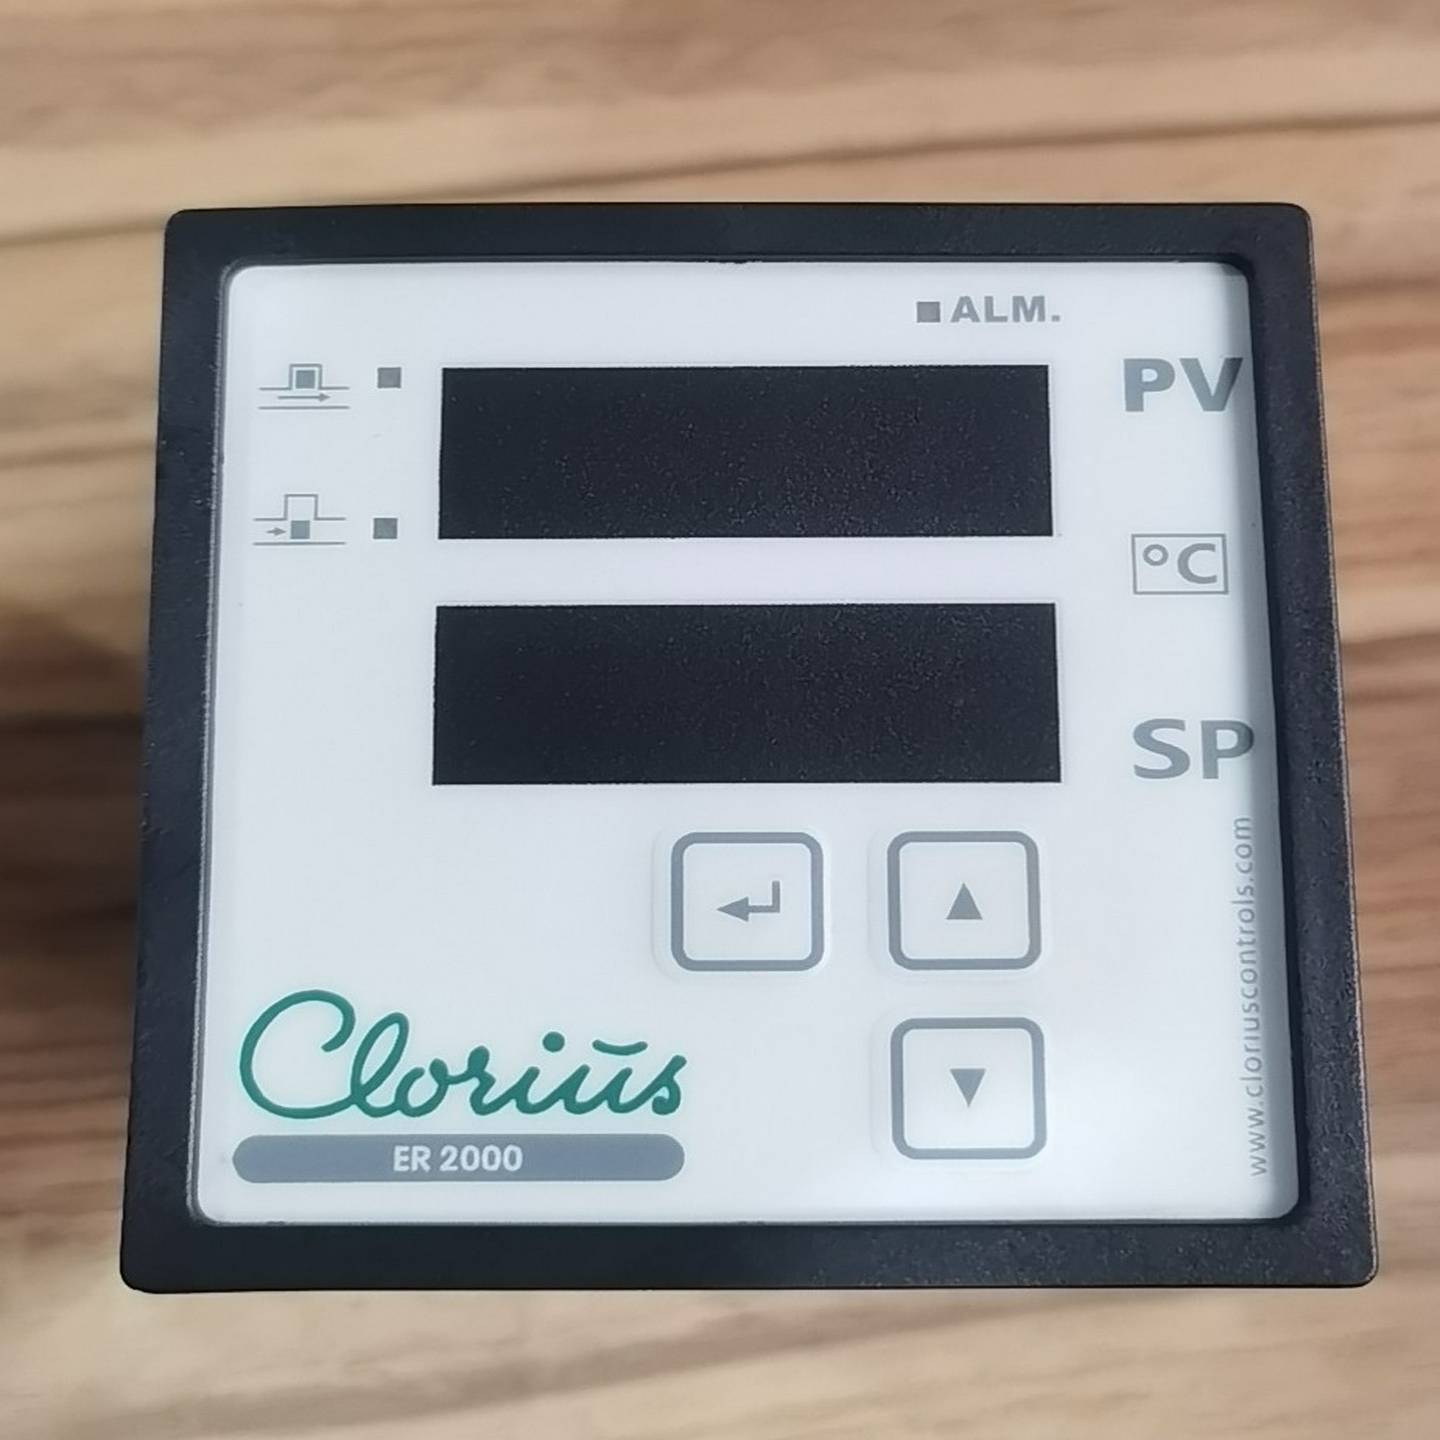 ALM.
PV
°C
SP
www.cloriuscontrols.com
Clorius
ER 2000